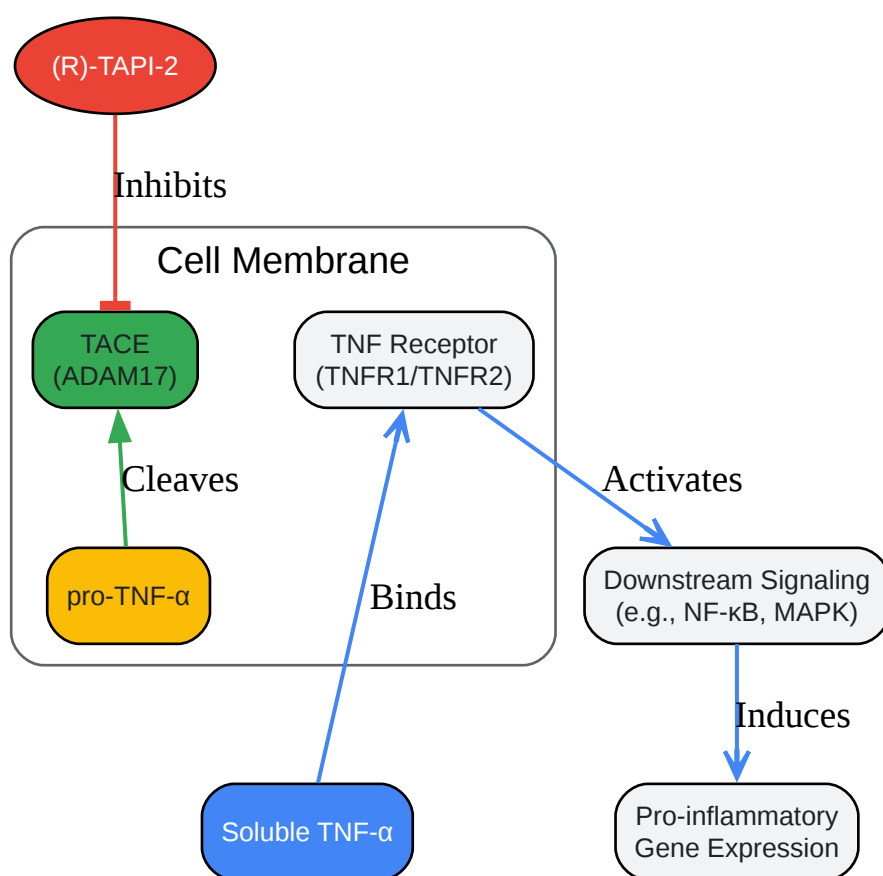 (R)-TAPI-2
Inhibits
Cell Membrane
TACE
(ADAM17)
TNF Receptor
(TNFR1/TNFR2)
Cleaves
Activates
pro-TNF-α
Binds
Downstream Signaling
(e.g., NF-κB, MAPK)
Induces
Soluble TNF-α
Pro-inflammatory
Gene Expression